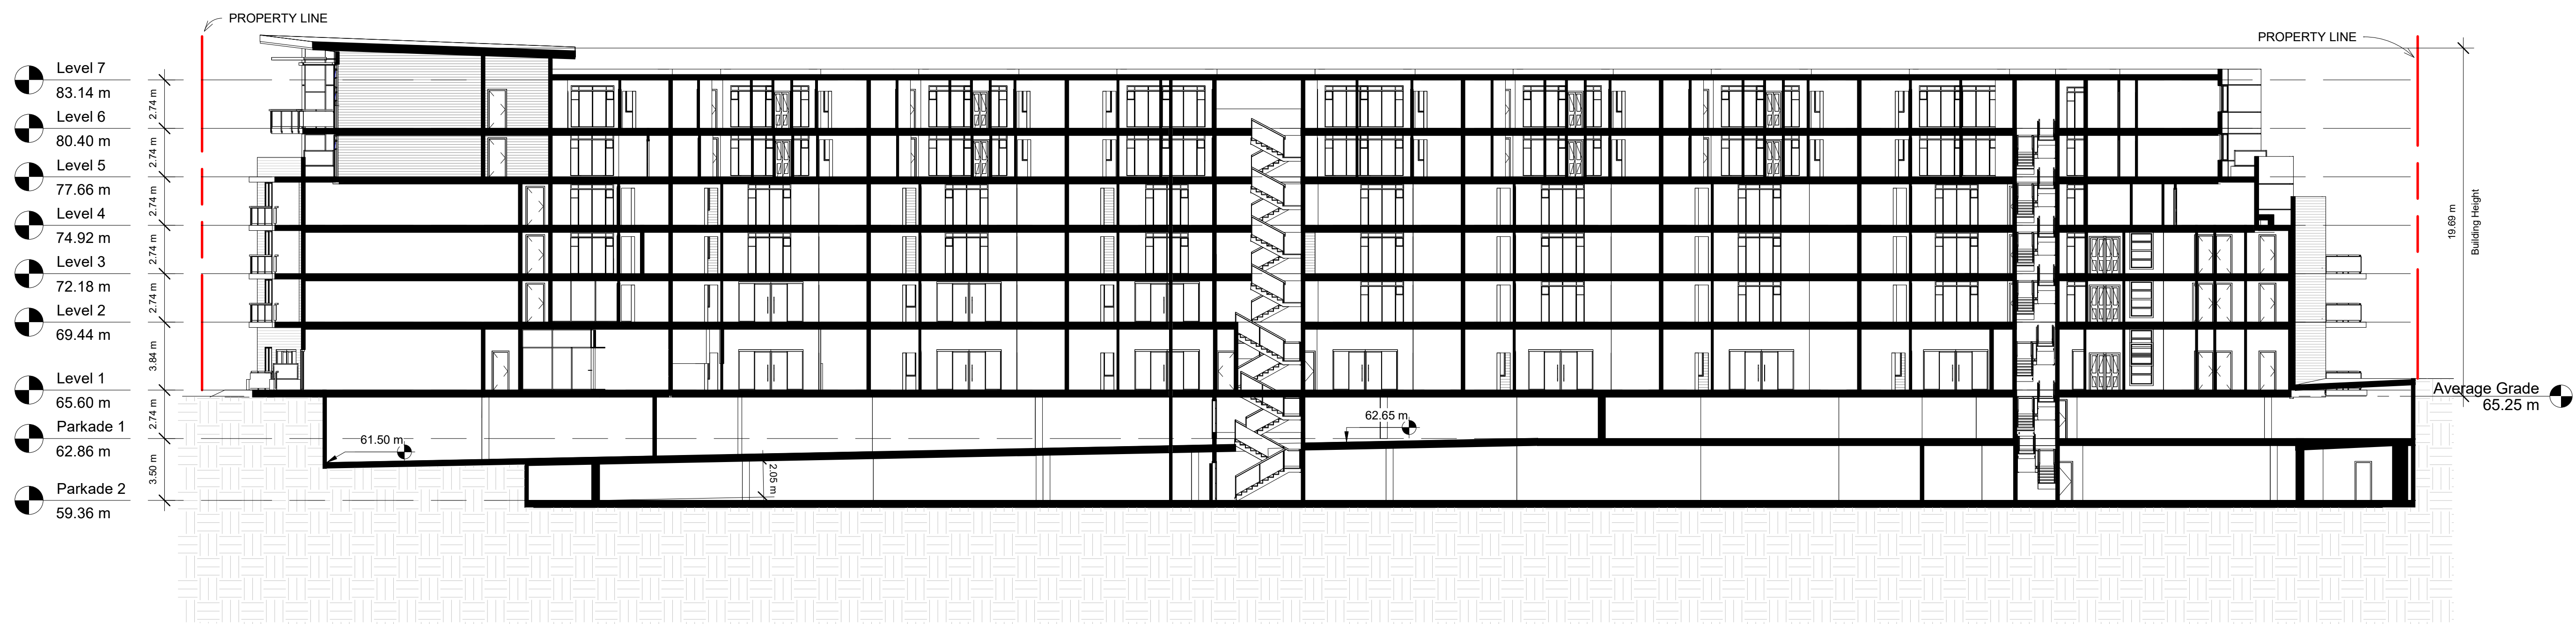 PROPERTY LINE
PROPERTY LINE
Level 7
83.14 m
2.74 m
Level 6
80.40 m
2.74 m
Level 5
77.66 m
2.74 m
Level 4
74.92 m
2.74 m
Level 3
72.18 m
2.74 m
Level 2
69.44 m
3.84 m
Level 1
65.60 m
2.74 m
Parkade 1
62.86 m
3.50 m
Parkade 2
59.36 m
61.50 m
2.05 m
62.65 m
19.69 m
Building Height
Average Grade
65.25 m